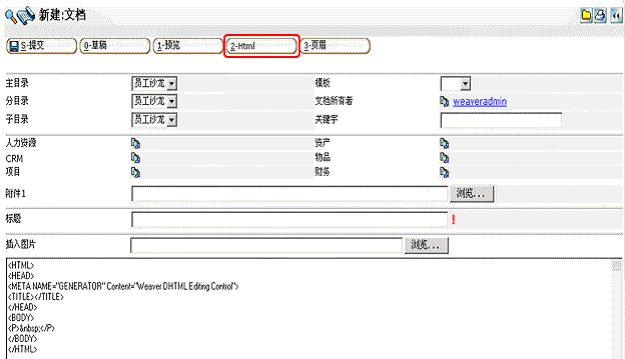 新建:文档
S-提交 0-草稿 1-预览 2-Html 3-页眉
主目录 员工沙龙 模板
分目录 员工沙龙 文档所有者 weaveradmin
子目录 员工沙龙 关键字
人力资源 资产
CRM 物品
项目 财务
附件1 浏览...
标题 !
插入图片 浏览...
<HTML>
<HEAD>
<META NAME="GENERATOR" Content="Weaver DHTML Editing Control">
<TITLE></TITLE>
</HEAD>
<BODY>
<P>&nbsp;</P>
</BODY>
</HTML>